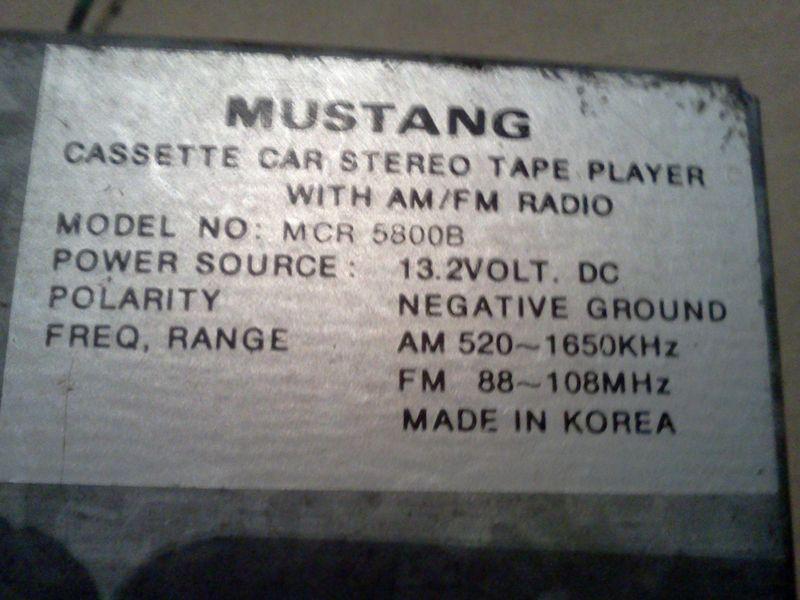 MUSTANG
CASSETTE CAR STEREO TAPE PLAYER
WITH AM/FM RADIO
MODEL NO: MCR 5800B
POWER SOURCE: 13.2VOLT. DC
POLARITY NEGATIVE GROUND
FREQ, RANGE AM 520~1650KHz
FM 88~108MHz
MADE IN KOREA